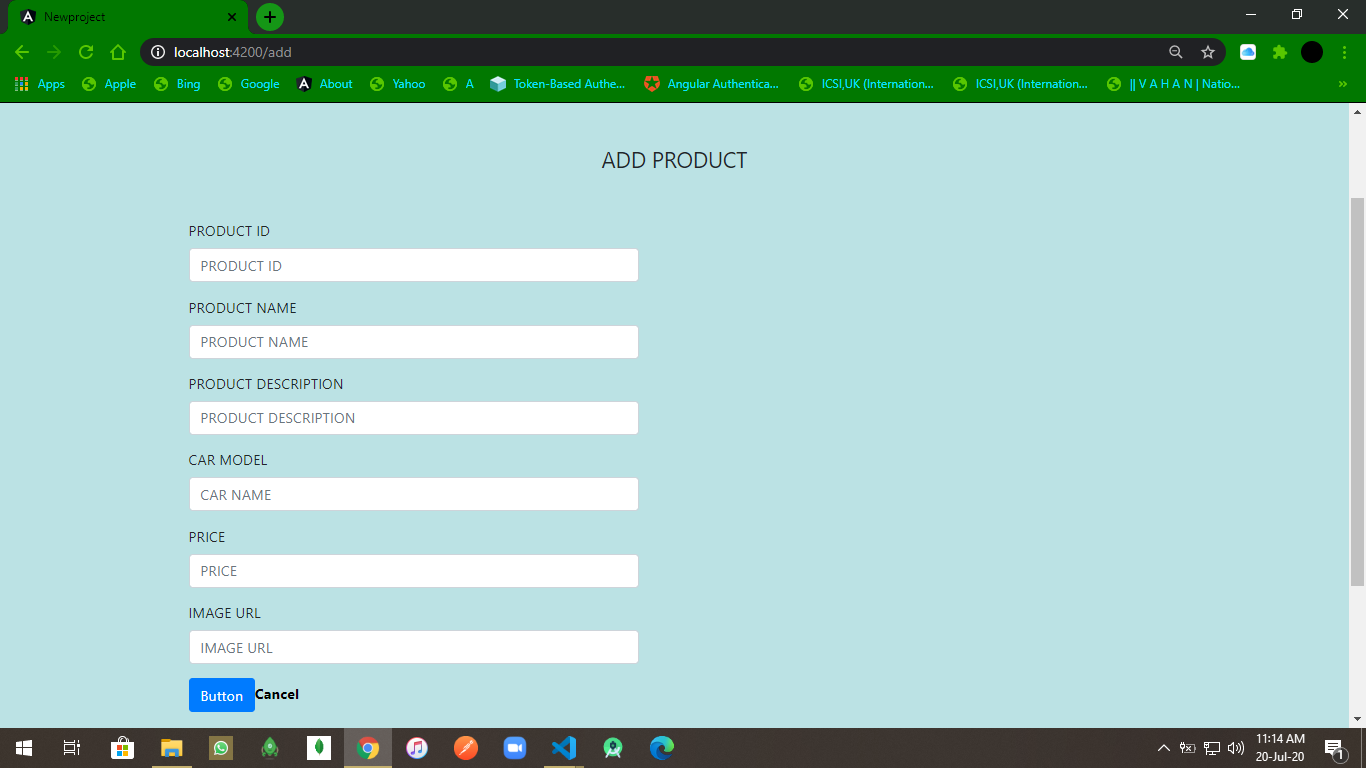 Newproject
localhost:4200/add
Apps Apple Bing Google About Yahoo A Token-Based Authe... Angular Authentica... ICSI,UK (Internation... ICSI,UK (Internation... || V A H A N | Natio... »
ADD PRODUCT
PRODUCT ID
PRODUCT ID
PRODUCT NAME
PRODUCT NAME
PRODUCT DESCRIPTION
PRODUCT DESCRIPTION
CAR MODEL
CAR NAME
PRICE
PRICE
IMAGE URL
IMAGE URL
Button Cancel
11:14 AM
20-Jul-20
1